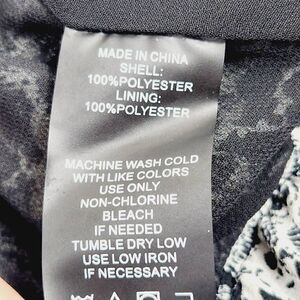 MADE IN CHINA
SHELL:
100%POLYESTER
LINING:
100%POLYESTER
MACHINE WASH COLD
WITH LIKE COLORS
USE ONLY
NON-CHLORINE
BLEACH
IF NEEDED
TUMBLE DRY LOW
USE LOW IRON
IF NECESSARY